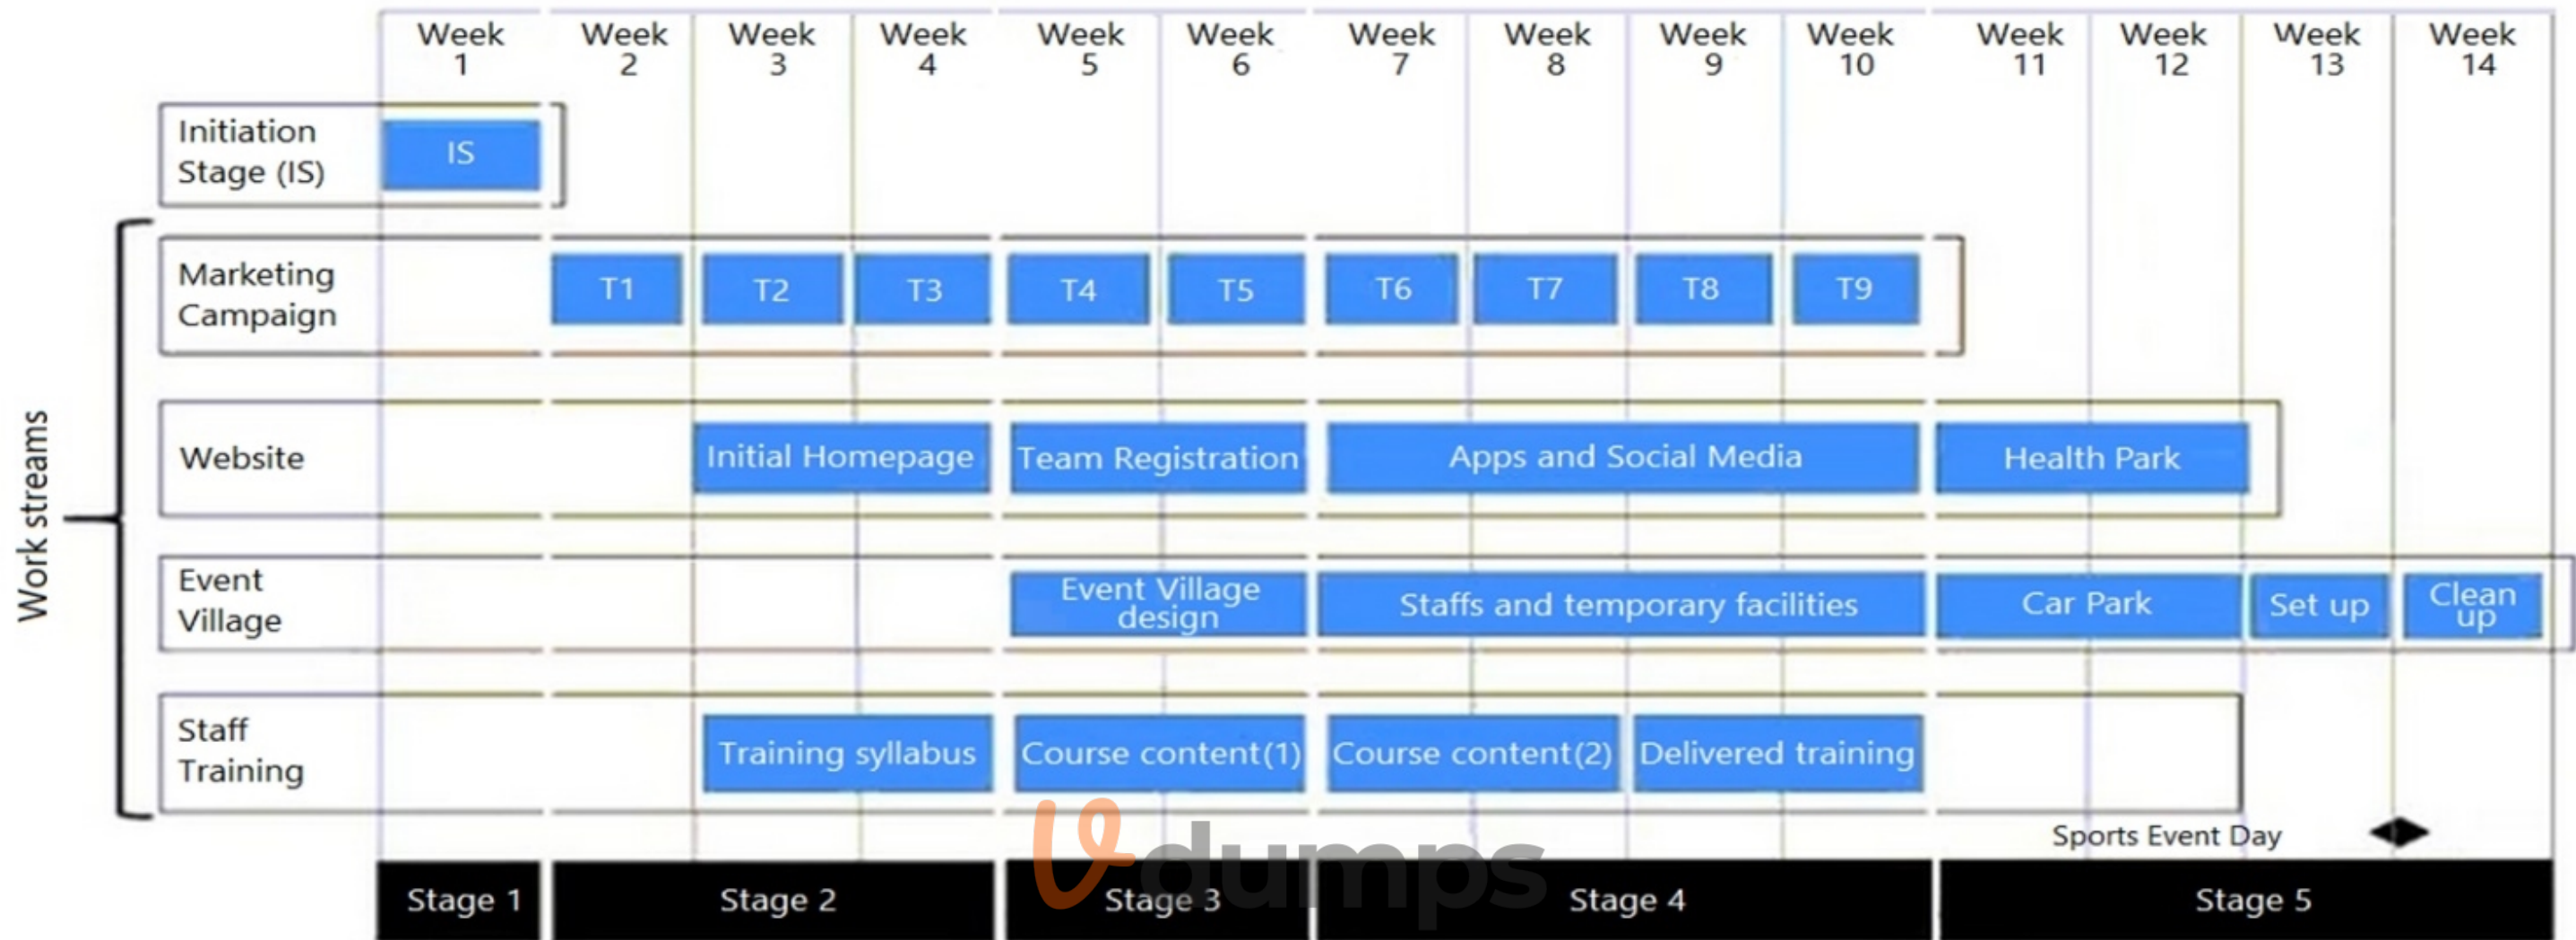 Week Week Week Week Week Week Week Week Week Week Week Week Week Week
1 2 3 4 5 6 7 8 9 10 11 12 13 14
Initiation
Stage (IS)
IS
Work streams
Marketing
Campaign
T1 T2 T3 T4 T5 T6 T7 T8 T9
Website
Initial Homepage Team Registration Apps and Social Media Health Park
Event
Village
Event Village
design
Staffs and temporary facilities
Car Park
Set up
Clean
up
Staff
Training
Training syllabus Course content(1) Course content(2) Delivered training
Sports Event Day
Stage 1 Stage 2 Stage 3 Stage 4 Stage 5
Vdumps